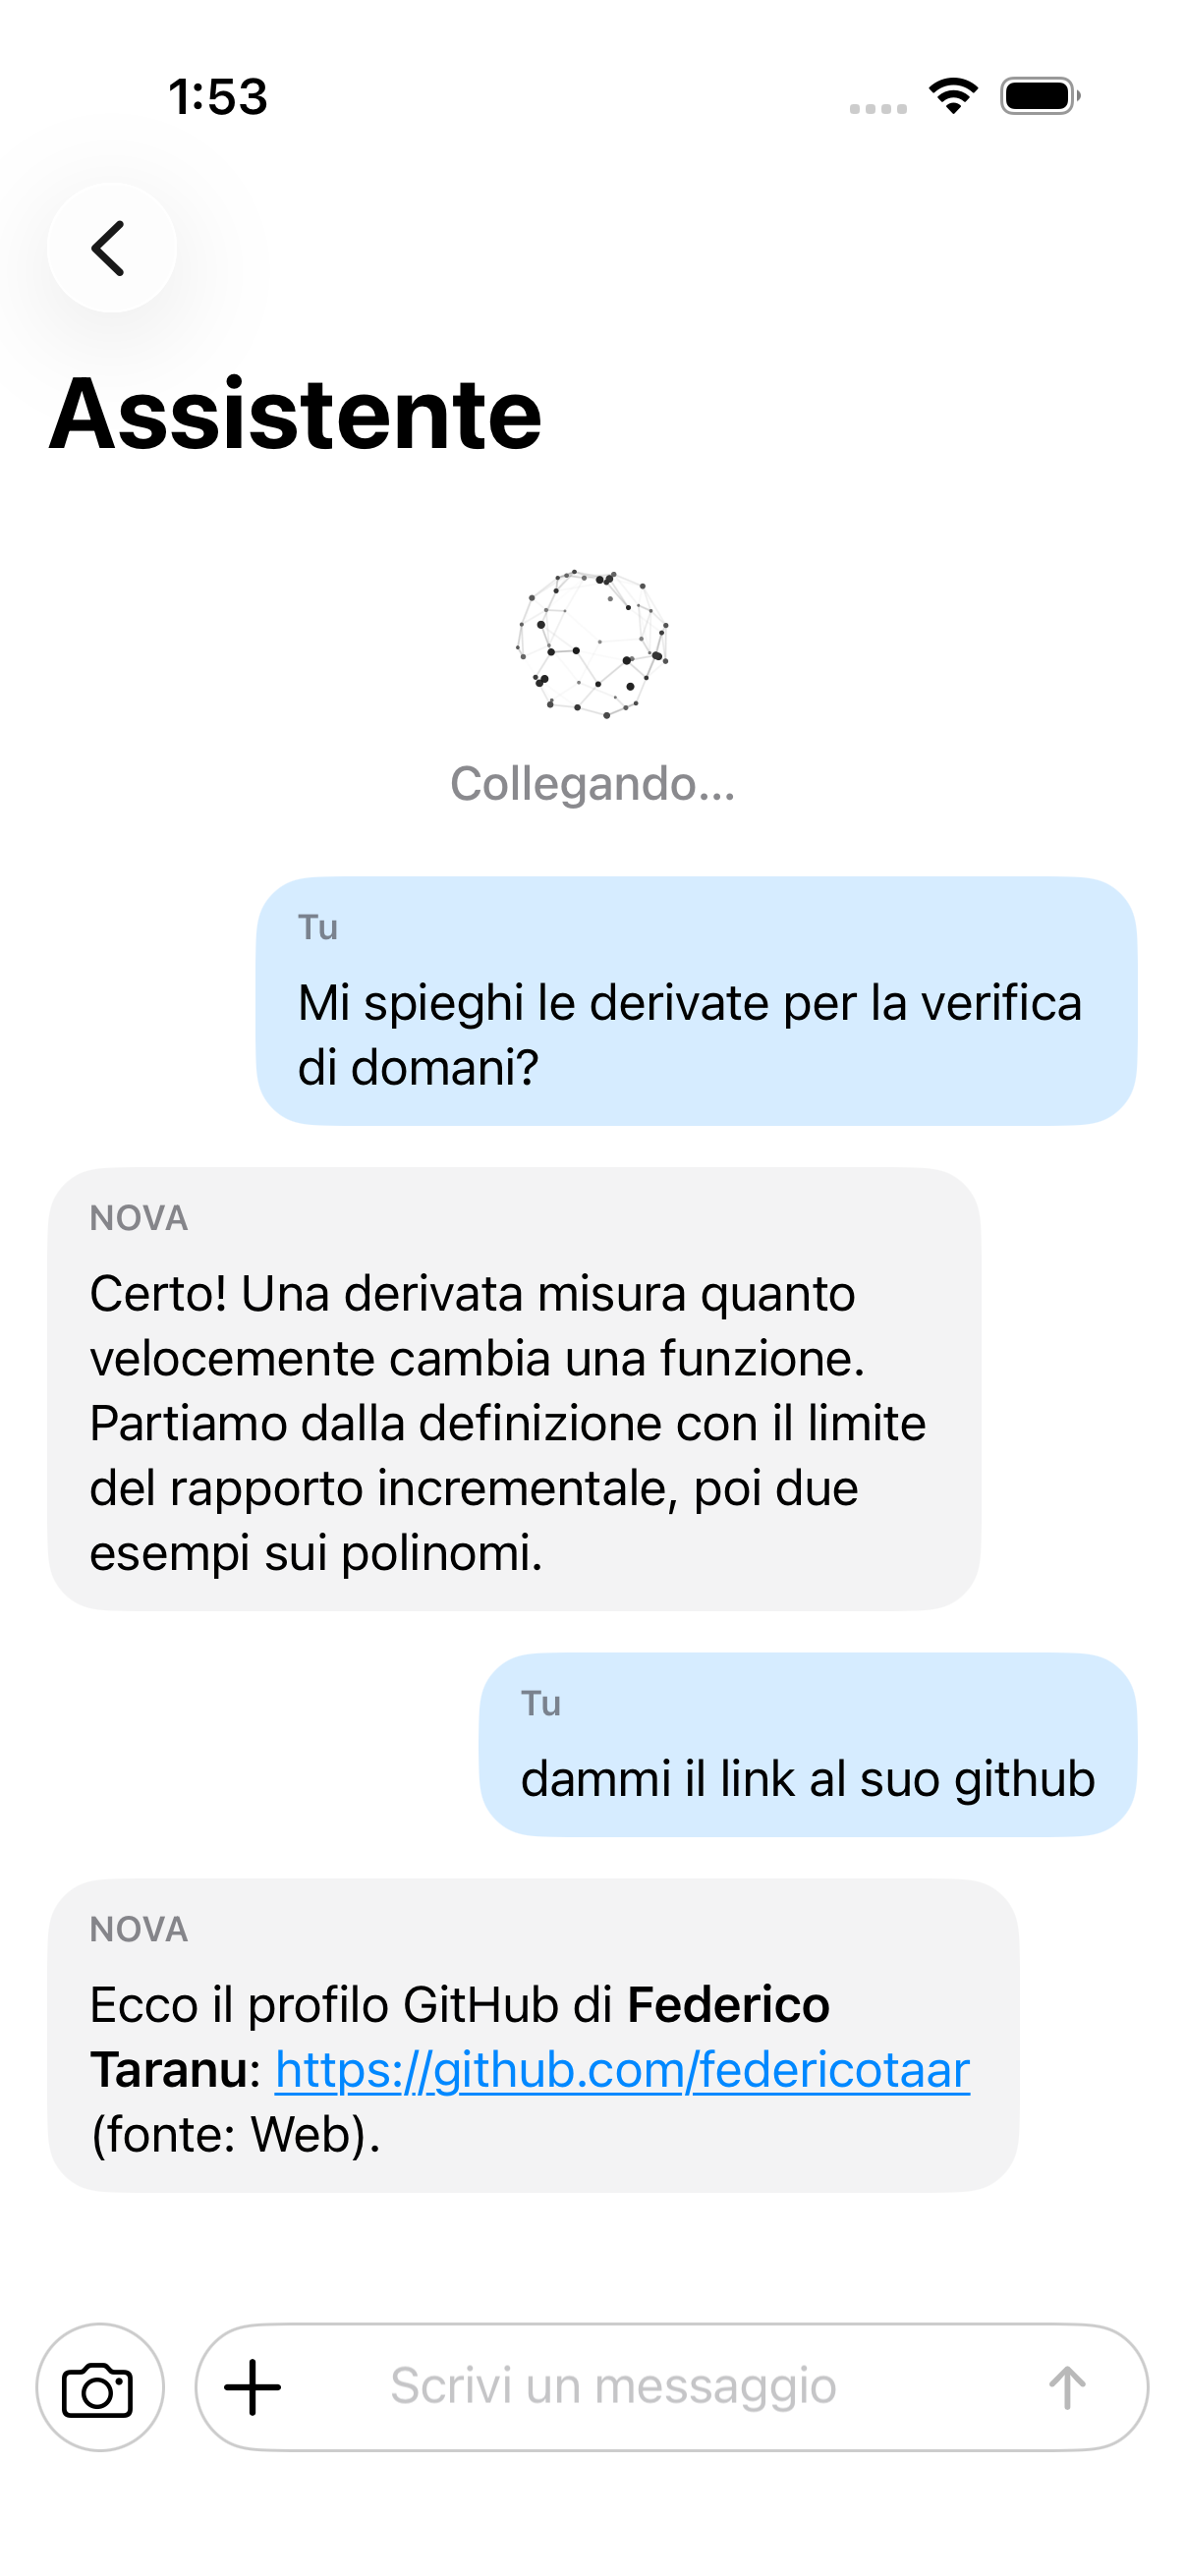 1:53
Assistente
Collegando...
Tu
Mi spieghi le derivate per la verifica
di domani?
NOVA
Certo! Una derivata misura quanto
velocemente cambia una funzione.
Partiamo dalla definizione con il limite
del rapporto incrementale, poi due
esempi sui polinomi.
Tu
dammi il link al suo github
NOVA
Ecco il profilo GitHub di Federico
Taranu: https://github.com/federicotaar
(fonte: Web).
Scrivi un messaggio